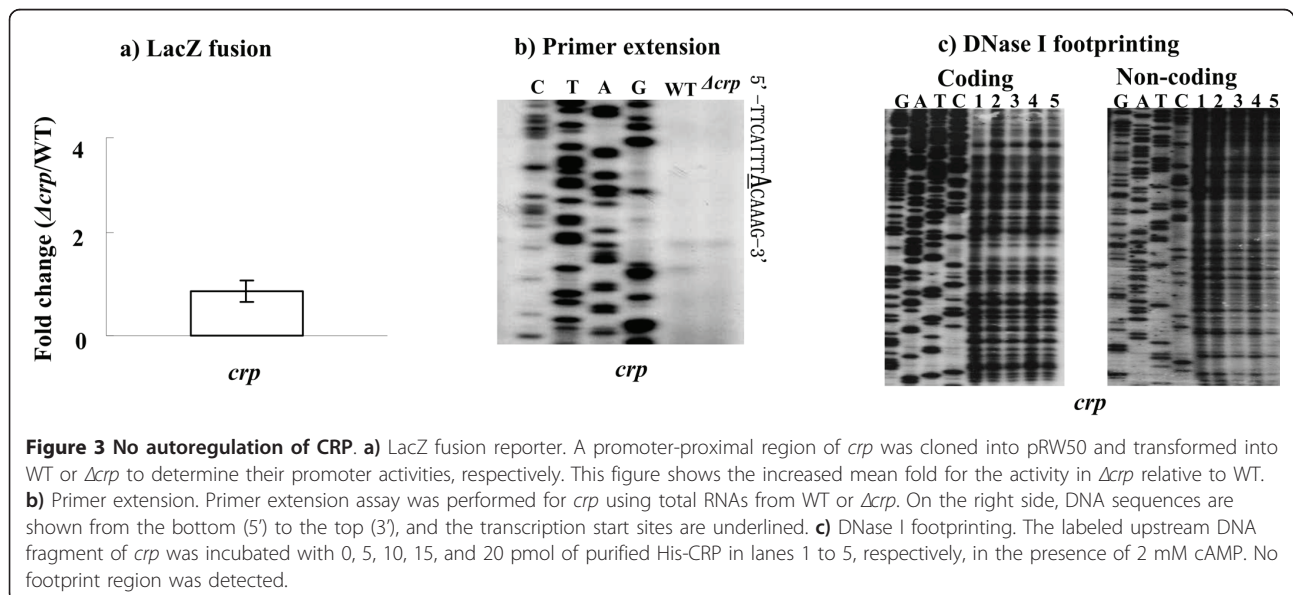 a) LacZ fusion
Fold change (Δcrp/WT)
4
2
0
crp
b) Primer extension
C T A G WT Δcrp
5’ -TTCATTTACAAAG-3’
crp
c) DNase I footprinting
Coding
G A T C 1 2 3 4 5
Non-coding
G A T C 1 2 3 4 5
crp
Figure 3 No autoregulation of CRP. a) LacZ fusion reporter. A promoter-proximal region of crp was cloned into pRW50 and transformed into
WT or Δcrp to determine their promoter activities, respectively. This figure shows the increased mean fold for the activity in Δcrp relative to WT.
b) Primer extension. Primer extension assay was performed for crp using total RNAs from WT or Δcrp. On the right side, DNA sequences are
shown from the bottom (5’) to the top (3’), and the transcription start sites are underlined. c) DNase I footprinting. The labeled upstream DNA
fragment of crp was incubated with 0, 5, 10, 15, and 20 pmol of purified His-CRP in lanes 1 to 5, respectively, in the presence of 2 mM cAMP. No
footprint region was detected.